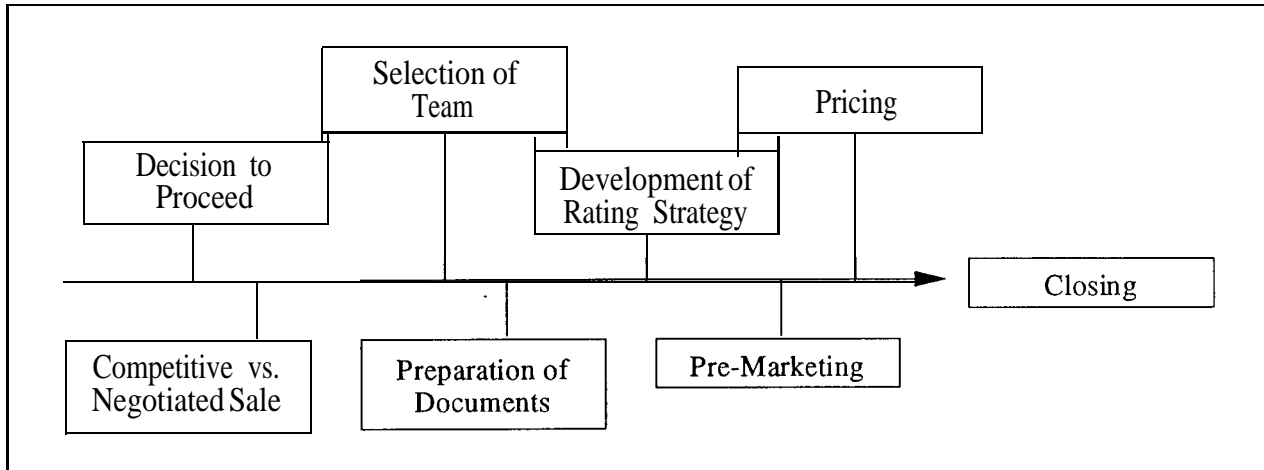 Selection of
Team
Pricing
Decision to
Proceed
Development of
Rating Strategy
Closing
Competitive vs.
Negotiated Sale
Preparation of
Documents
Pre-Marketing